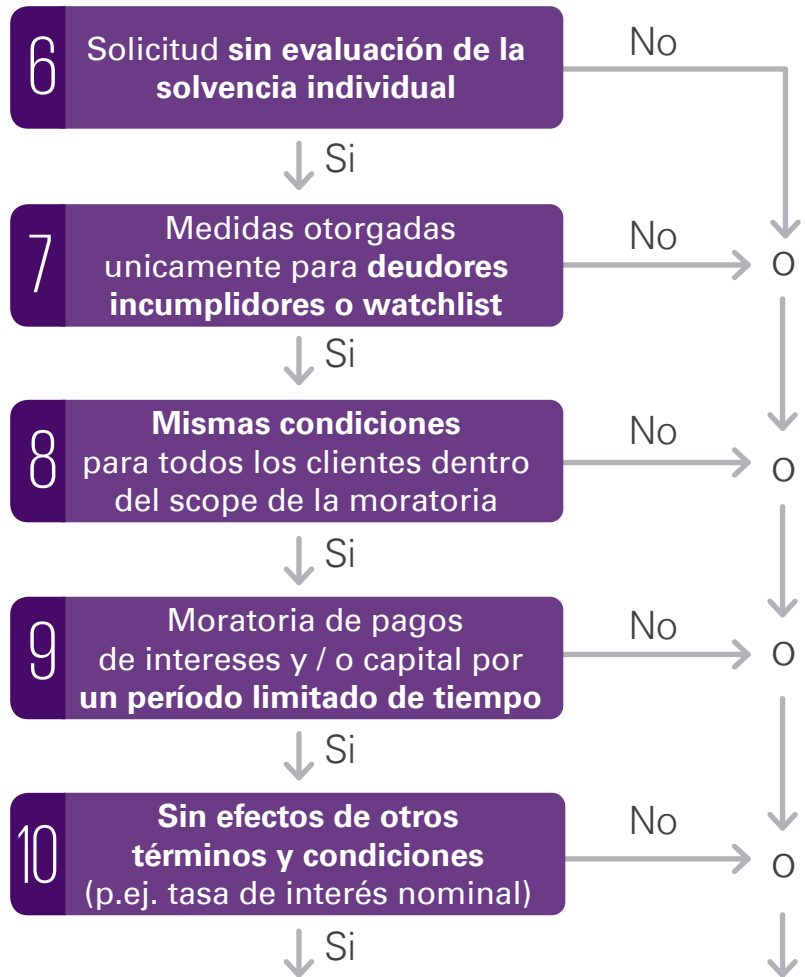 6
Solicitud sin evaluación de la
solvencia individual
No
Si
7
Medidas otorgadas
unicamente para deudores
incumplidores o watchlist
No
o
Si
8
Mismas condiciones
para todos los clientes dentro
del scope de la moratoria
No
o
Si
9
Moratoria de pagos
de intereses y / o capital por
un período limitado de tiempo
No
o
Si
10
Sin efectos de otros
términos y condiciones
(p.ej. tasa de interés nominal)
No
o
Si